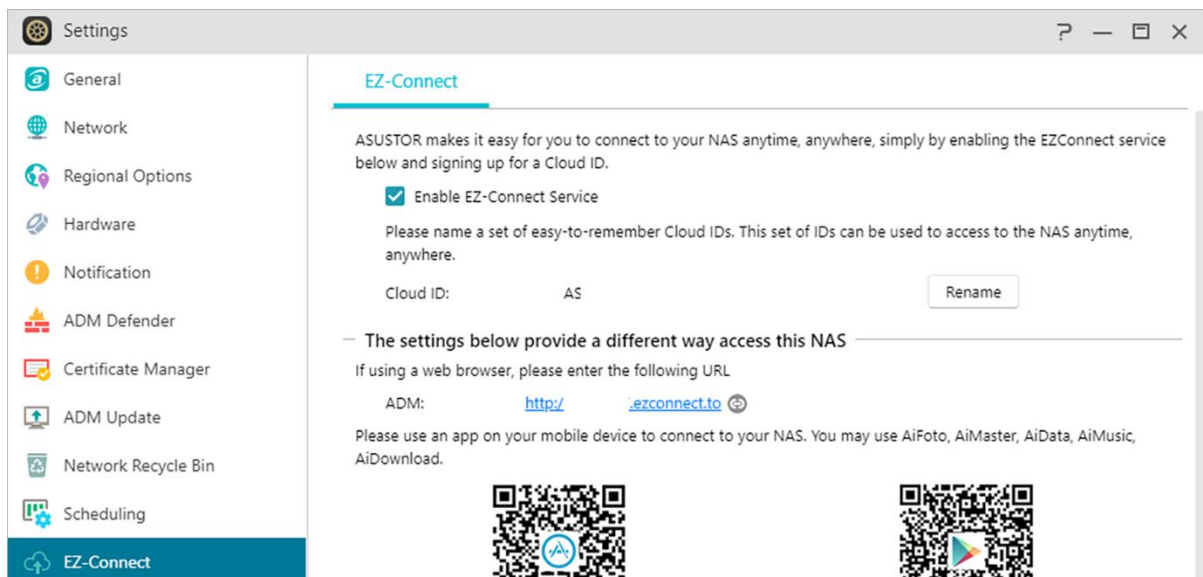 Settings
General
Network
Regional Options
Hardware
Notification
ADM Defender
Certificate Manager
ADM Update
Network Recycle Bin
Scheduling
EZ-Connect
EZ-Connect
ASUSTOR makes it easy for you to connect to your NAS anytime, anywhere, simply by enabling the EZConnect service
below and signing up for a Cloud ID.
Enable EZ-Connect Service
Please name a set of easy-to-remember Cloud IDs. This set of IDs can be used to access to the NAS anytime,
anywhere.
Cloud ID: AS Rename
The settings below provide a different way access this NAS
If using a web browser, please enter the following URL
ADM: http:/ .ezconnect.to
Please use an app on your mobile device to connect to your NAS. You may use AiFoto, AiMaster, AiData, AiMusic,
AiDownload.